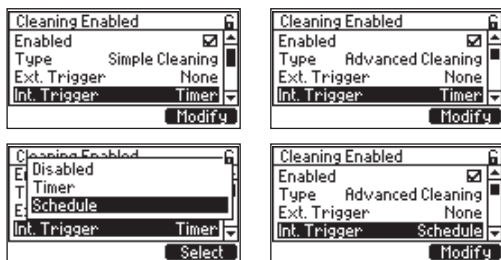 Cleaning Enabled
Enabled
Type Simple Cleaning
Ext. Trigger None
Int. Trigger Timer
Modify
Cleaning Enabled
Enabled
Type Advanced Cleaning
Ext. Trigger None
Int. Trigger Timer
Modify
Disabled
Timer
Schedule
Int. Trigger Timer
Select
Cleaning Enabled
Enabled
Type Advanced Cleaning
Ext. Trigger None
Int. Trigger Schedule
Modify